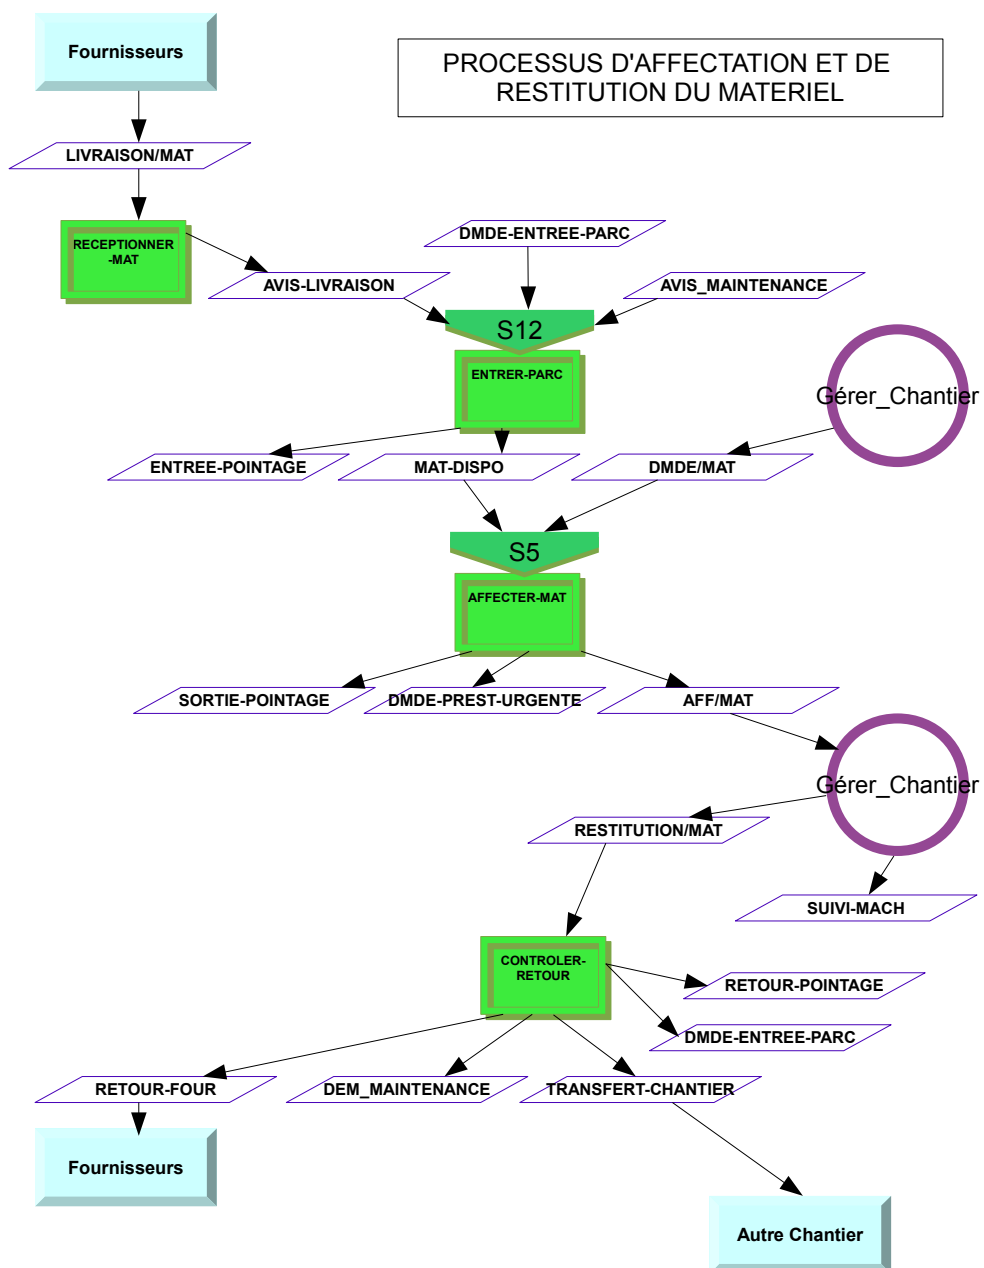 Fournisseurs
PROCESSUS D'AFFECTATION ET DE
RESTITUTION DU MATERIEL
LIVRAISON/MAT
RECEPTIONNER
-MAT
DMDE-ENTREE-PARC
AVIS-LIVRAISON
AVIS_MAINTENANCE
S12
ENTRER-PARC
Gérer_Chantier
ENTREE-POINTAGE
MAT-DISPO
DMDE/MAT
S5
AFFECTER-MAT
SORTIE-POINTAGE
DMDE-PREST-URGENTE
AFF/MAT
Gérer_Chantier
RESTITUTION/MAT
SUIVI-MACH
CONTROLER-
RETOUR
RETOUR-POINTAGE
DMDE-ENTREE-PARC
RETOUR-FOUR
DEM_MAINTENANCE
TRANSFERT-CHANTIER
Fournisseurs
Autre Chantier